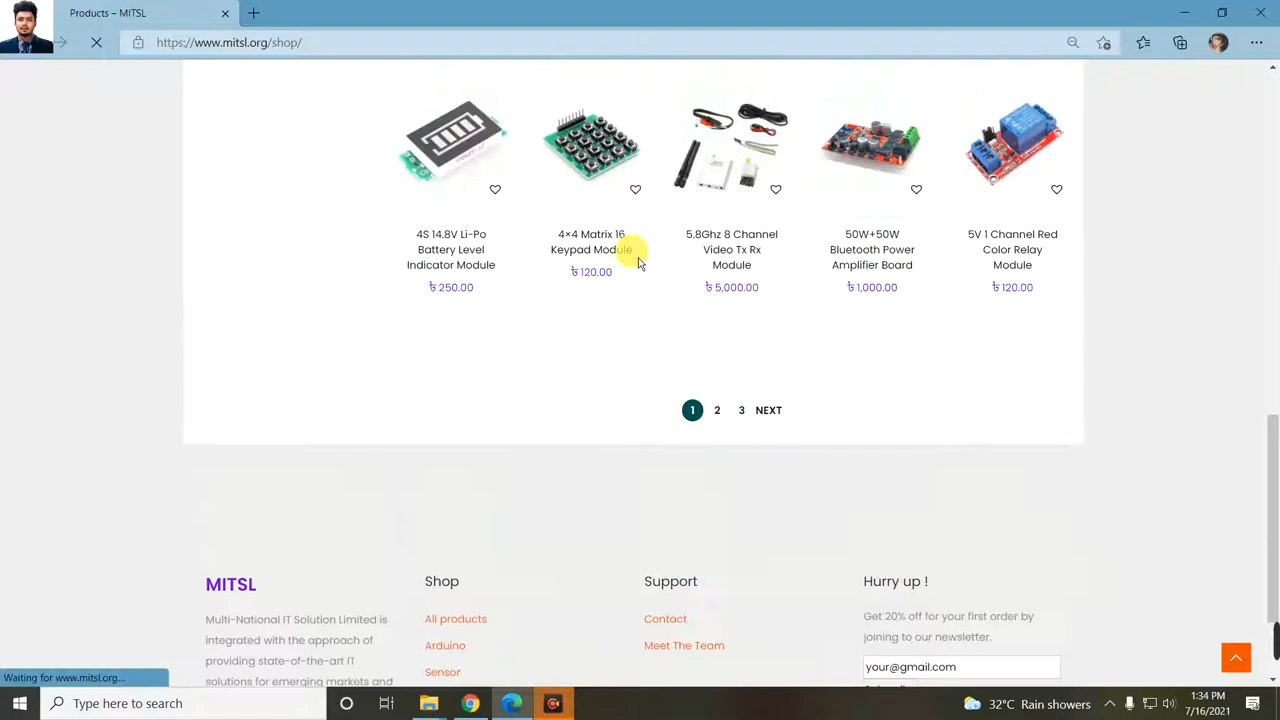 Products – MITSL
https://www.mitsl.org/shop/
4S 14.8V Li-Po
Battery Level
Indicator Module
৳ 250.00
4×4 Matrix 16
Keypad Module
৳ 120.00
5.8Ghz 8 Channel
Video Tx Rx
Module
৳ 5,000.00
50W+50W
Bluetooth Power
Amplifier Board
৳ 1,000.00
5V 1 Channel Red
Color Relay
Module
৳ 120.00
1 2 3 NEXT
MITSL
Multi-National IT Solution Limited is
integrated with the approach of
providing state-of-the-art IT
solutions for emerging markets and
Shop
All products
Arduino
Sensor
Support
Contact
Meet The Team
Hurry up !
Get 20% off for your first order by
joining to our newsletter.
your@gmail.com
Waiting for www.mitsl.org...
Type here to search
32°C Rain showers
1:34 PM
7/16/2021